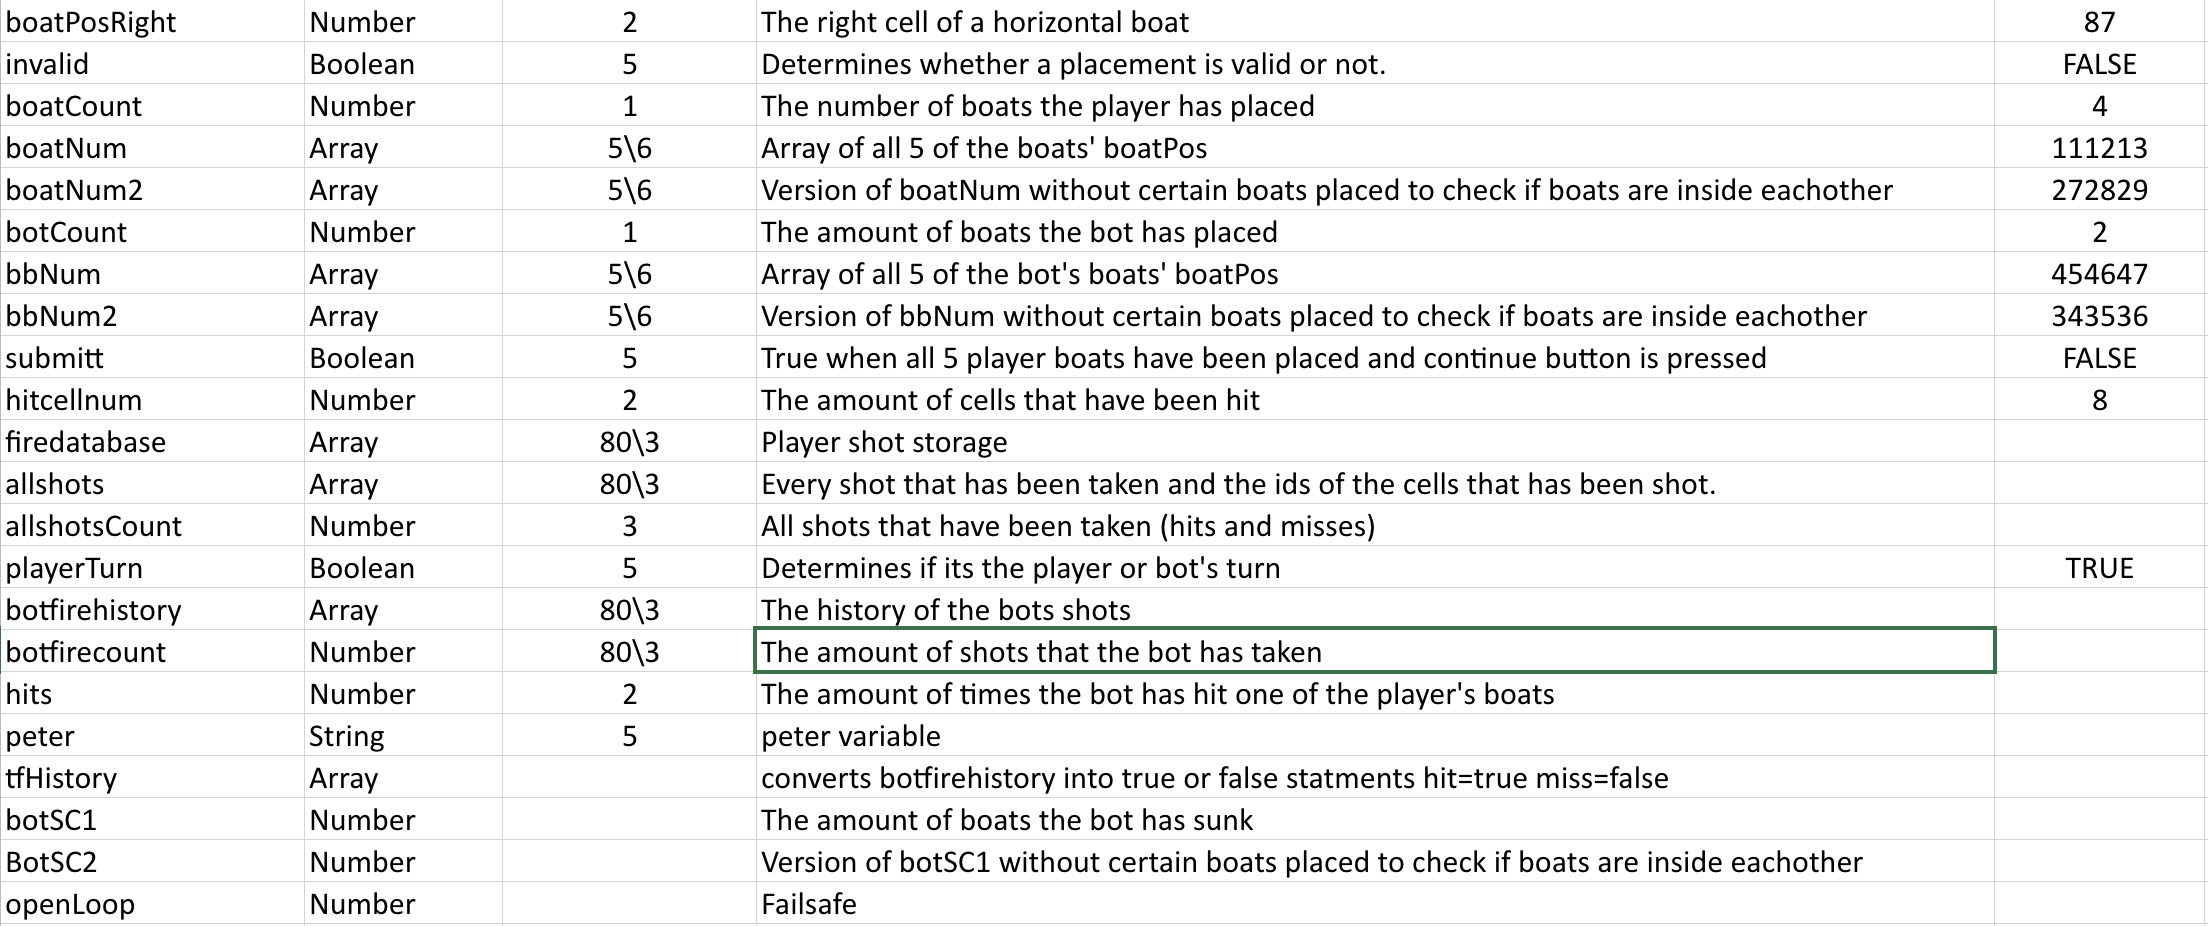 boatPosRight Number 2 The right cell of a horizontal boat 87
invalid Boolean 5 Determines whether a placement is valid or not. FALSE
boatCount Number 1 The number of boats the player has placed 4
boatNum Array 5\6 Array of all 5 of the boats' boatPos 111213
boatNum2 Array 5\6 Version of boatNum without certain boats placed to check if boats are inside eachother 272829
botCount Number 1 The amount of boats the bot has placed 2
bbNum Array 5\6 Array of all 5 of the bot's boats' boatPos 454647
bbNum2 Array 5\6 Version of bbNum without certain boats placed to check if boats are inside eachother 343536
submitt Boolean 5 True when all 5 player boats have been placed and continue button is pressed FALSE
hitcellnum Number 2 The amount of cells that have been hit 8
firedatabase Array 80\3 Player shot storage
allshots Array 80\3 Every shot that has been taken and the ids of the cells that has been shot.
allshotsCount Number 3 All shots that have been taken (hits and misses)
playerTurn Boolean 5 Determines if its the player or bot's turn TRUE
botfirehistory Array 80\3 The history of the bots shots
botfirecount Number 80\3 The amount of shots that the bot has taken
hits Number 2 The amount of times the bot has hit one of the player's boats
peter String 5 peter variable
tfHistory Array converts botfirehistory into true or false statments hit=true miss=false
botSC1 Number The amount of boats the bot has sunk
BotSC2 Number Version of botSC1 without certain boats placed to check if boats are inside eachother
openLoop Number Failsafe